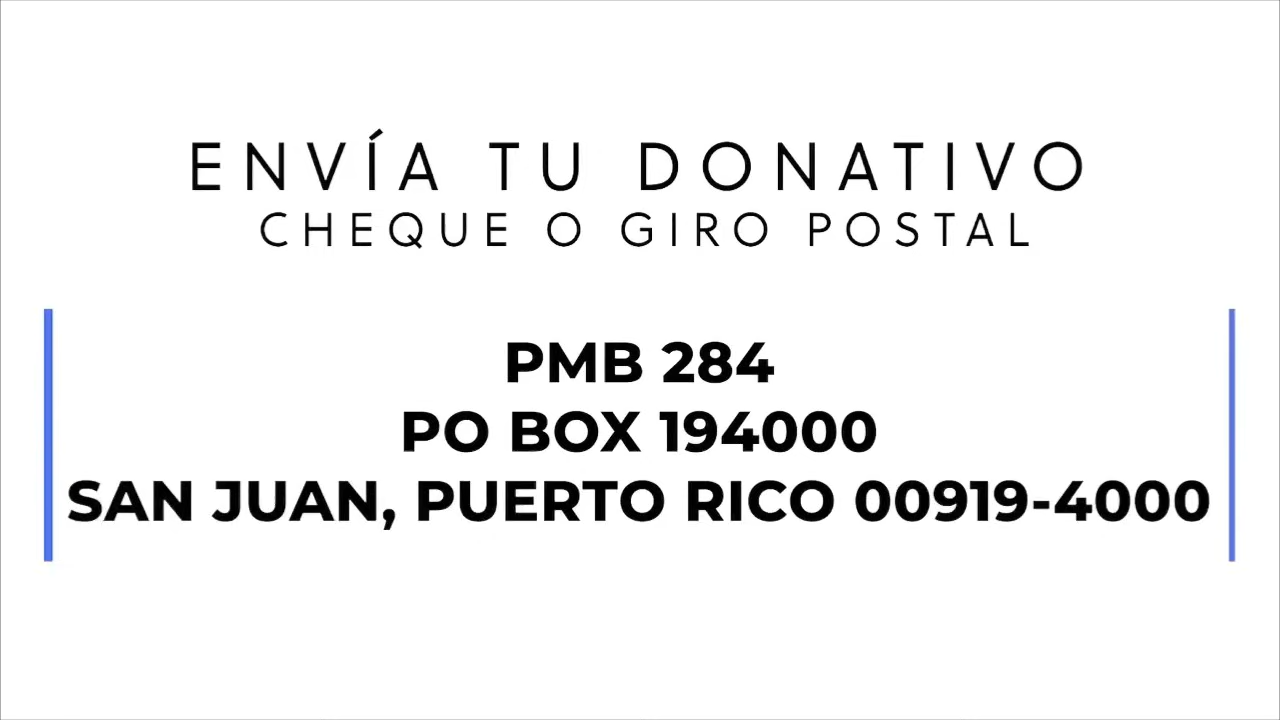 ENVÍA TU DONATIVO
CHEQUE O GIRO POSTAL
PMB 284
PO BOX 194000
SAN JUAN, PUERTO RICO 00919-4000